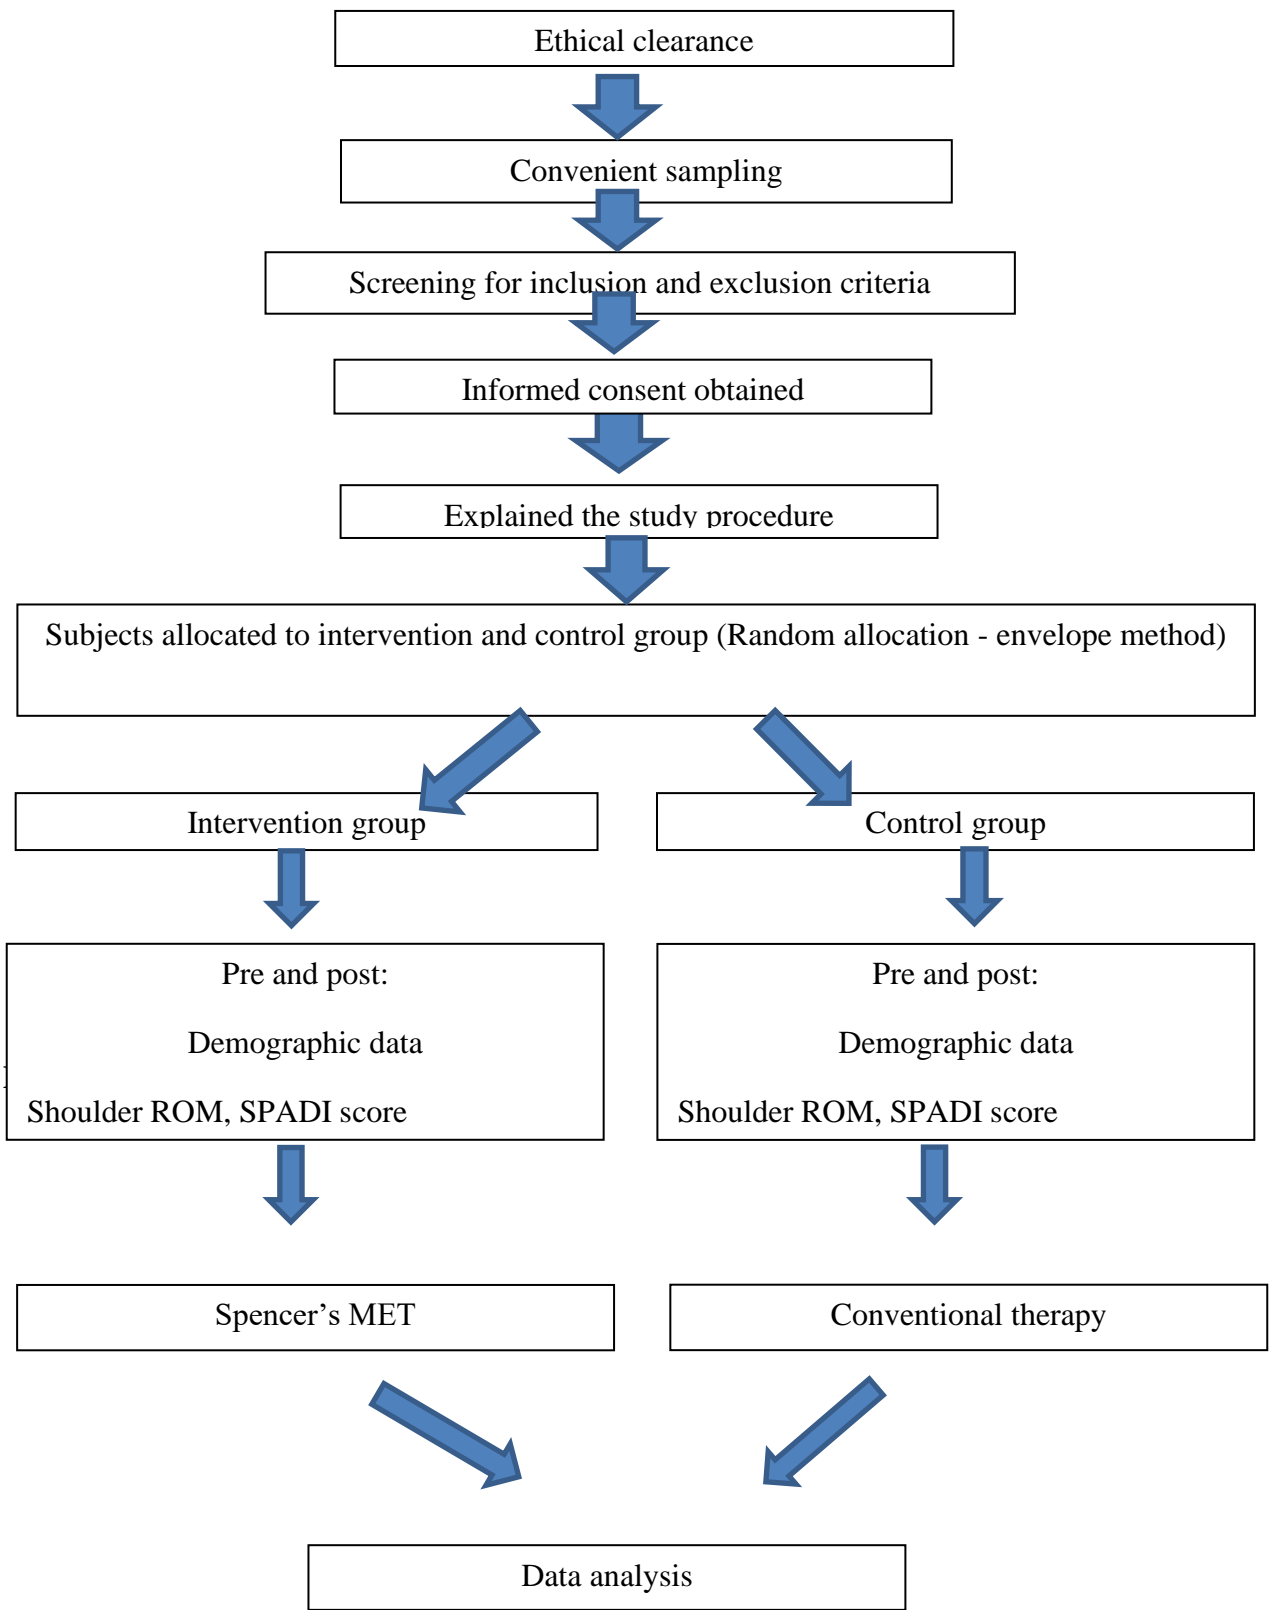 Ethical clearance
Convenient sampling
Screening for inclusion and exclusion criteria
Informed consent obtained
Explained the study procedure
Subjects allocated to intervention and control group (Random allocation - envelope method)
Intervention group
Control group
Pre and post:
Demographic data
Shoulder ROM, SPADI score
Pre and post:
Demographic data
Shoulder ROM, SPADI score
Spencer’s MET
Conventional therapy
Data analysis